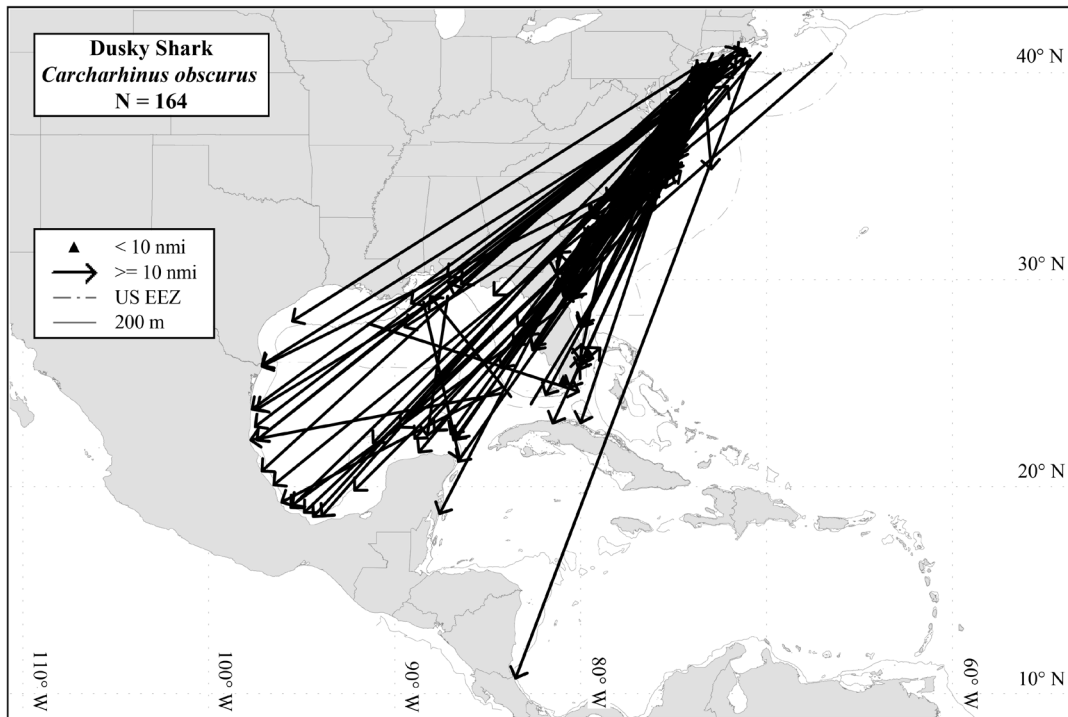 Dusky Shark
Carcharhinus obscurus
N = 164
< 10 nmi
>= 10 nmi
US EEZ
200 m
40° N
30° N
20° N
10° N
110° W
100° W
90° W
80° W
60° W